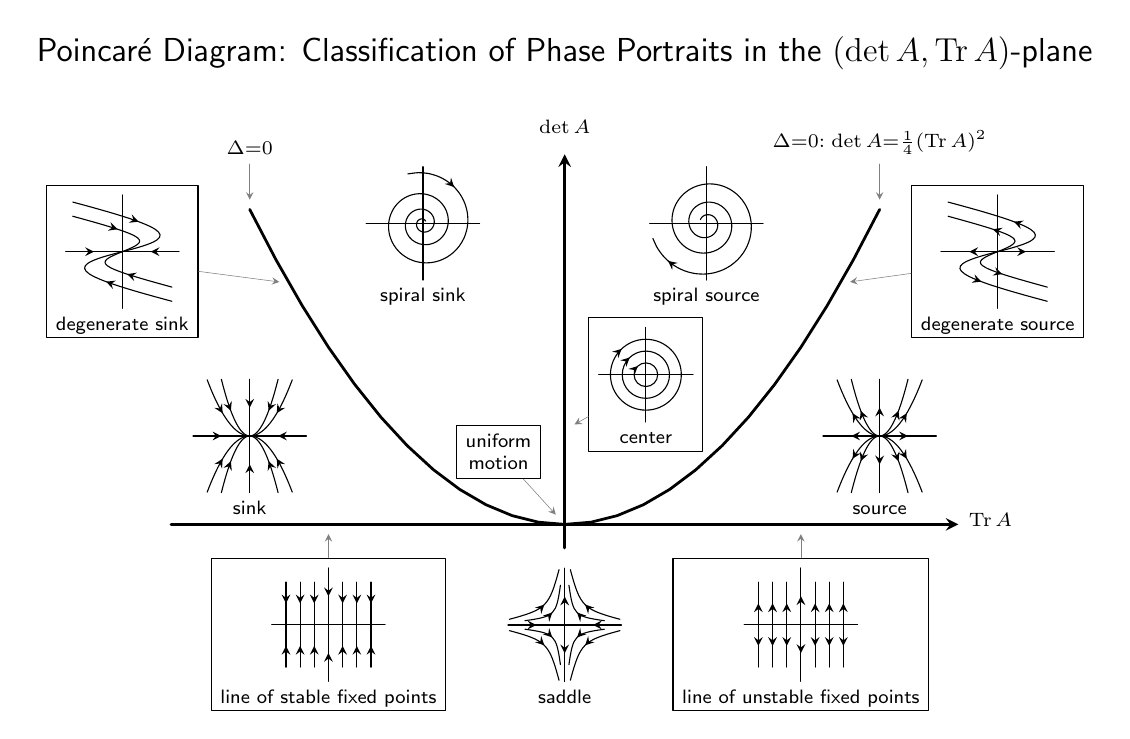 Poincaré Diagram: Classification of Phase Portraits in the (det A, Tr A)-plane
det A
Δ=0
Δ=0: det A=¼(Tr A)²
spiral sink
spiral source
degenerate sink
degenerate source
center
uniform
motion
sink
source
Tr A
line of stable fixed points
saddle
line of unstable fixed points